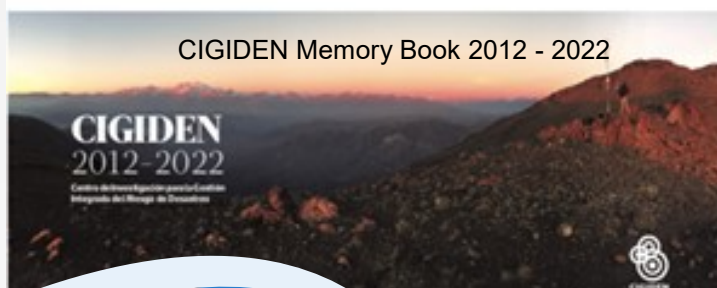 CIGIDEN Memory Book 2012 - 2022
CIGIDEN
2012-2022
Centro de Investigación para la Gestión
Integrada del Riesgo de Desastres
CIGIDEN